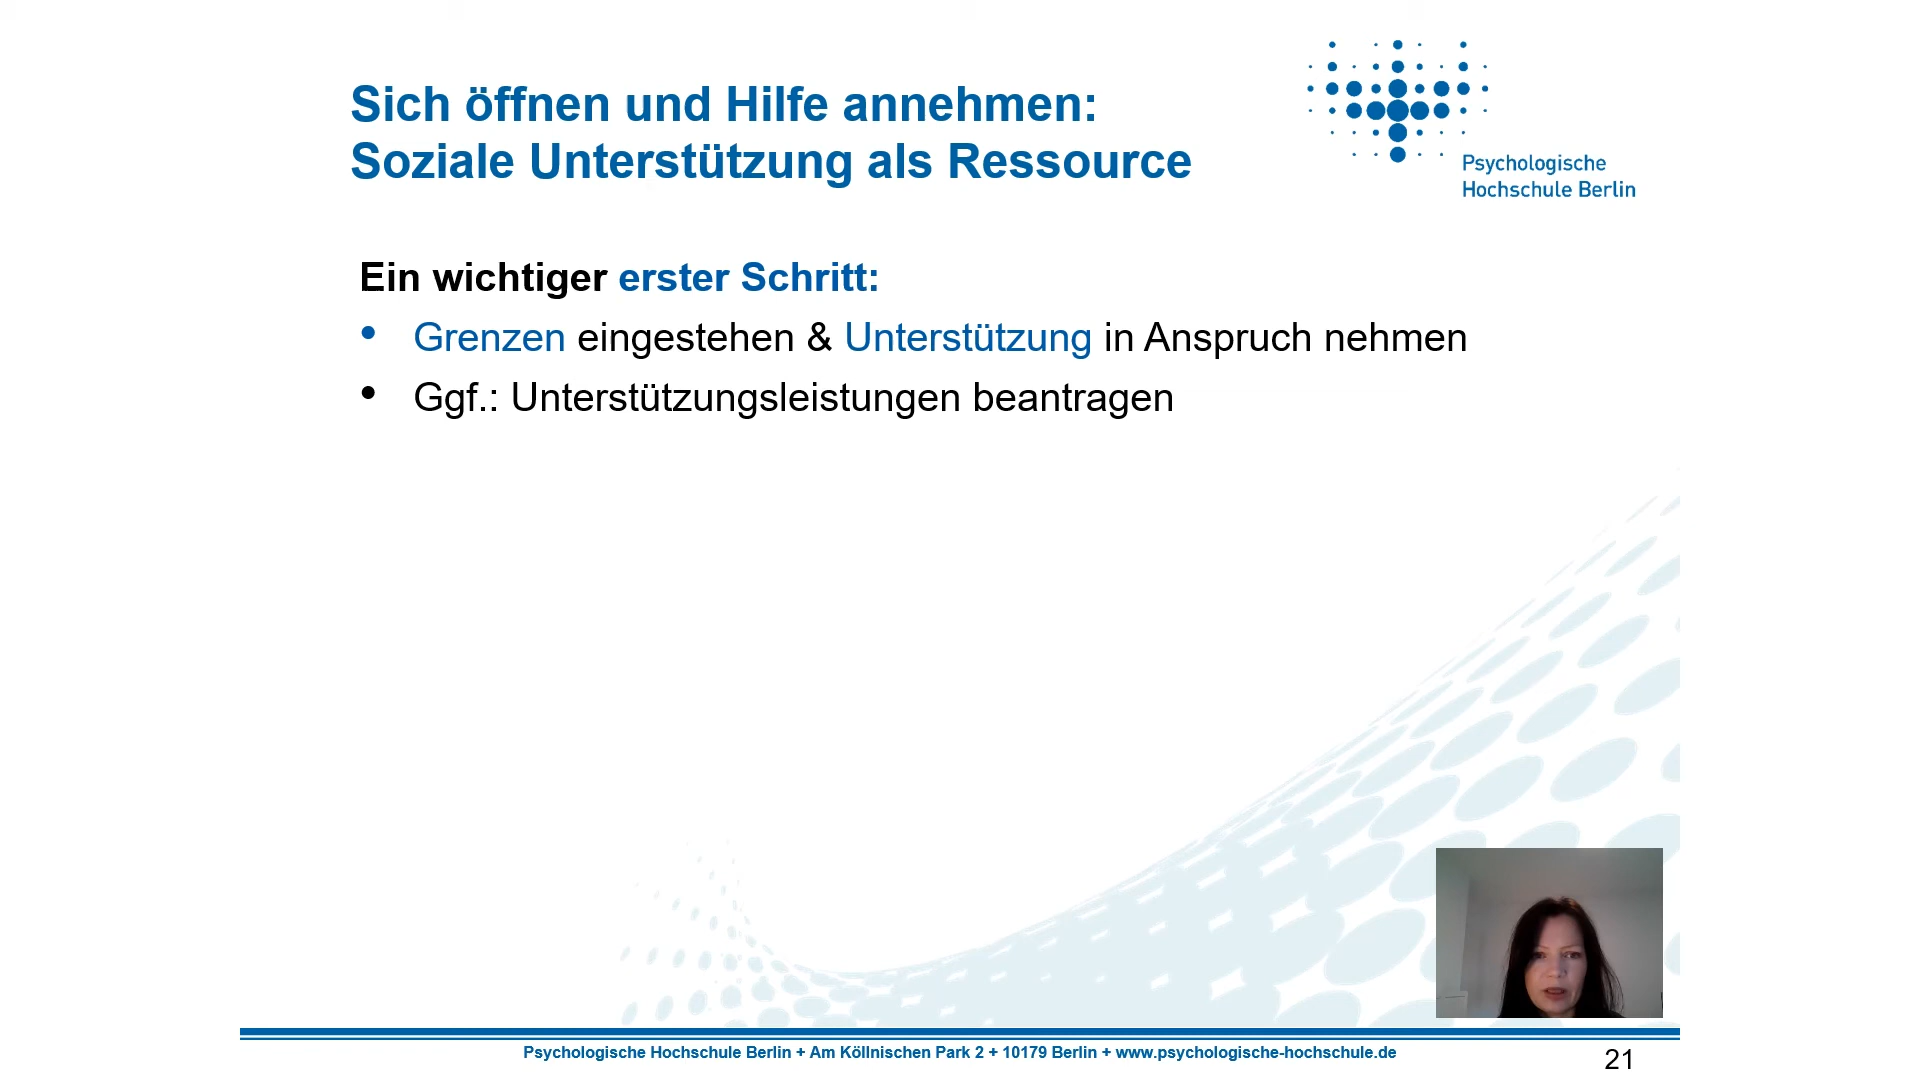 Sich öffnen und Hilfe annehmen:
Soziale Unterstützung als Ressource
Psychologische
Hochschule Berlin
Ein wichtiger erster Schritt:
• Grenzen eingestehen & Unterstützung in Anspruch nehmen
• Ggf.: Unterstützungsleistungen beantragen
Psychologische Hochschule Berlin + Am Köllnischen Park 2 + 10179 Berlin + www.psychologische-hochschule.de
21